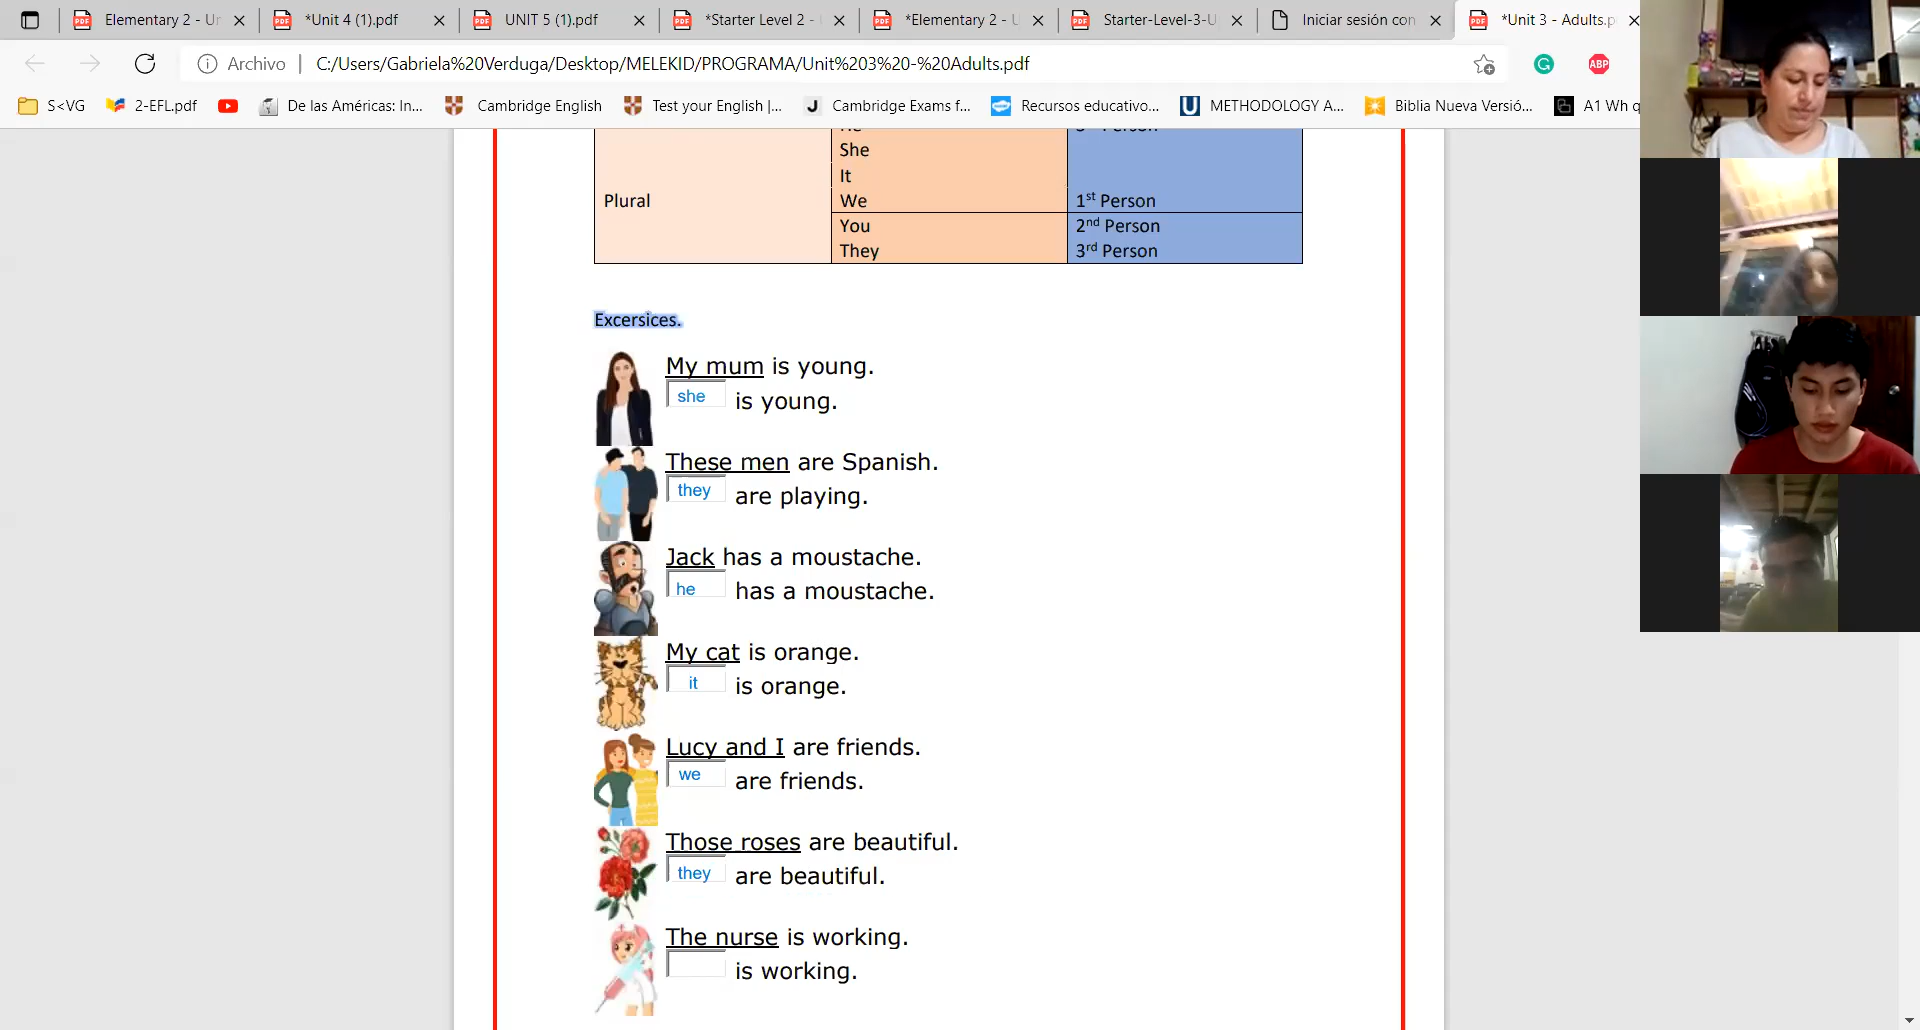 Elementary 2 - Ur
*Unit 4 (1).pdf
UNIT 5 (1).pdf
*Starter Level 2 -
*Elementary 2 - U
Starter-Level-3-U
Iniciar sesión con
*Unit 3 - Adults.p
Archivo | C:/Users/Gabriela%20Verduga/Desktop/MELEKID/PROGRAMA/Unit%203%20-%20Adults.pdf
ABP
S<VG
2-EFL.pdf
De las Américas: In...
Cambridge English
Test your English |...
Cambridge Exams f...
Recursos educativo...
METHODOLOGY A...
Biblia Nueva Versió...
A1 Wh q
He 3rd Person
She
It
Plural We 1st Person
You 2nd Person
They 3rd Person
Excersices.
My mum is young.
she is young.
These men are Spanish.
they are playing.
Jack has a moustache.
he has a moustache.
My cat is orange.
it is orange.
Lucy and I are friends.
we are friends.
Those roses are beautiful.
they are beautiful.
The nurse is working.
is working.